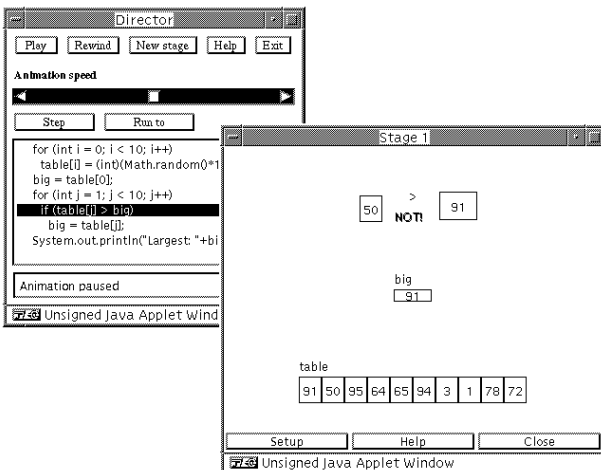 Director
Play Rewind New stage Help Exit
Animation speed
Step Run to
for (int i = 0; i < 10; i++)
table[i] = (int)(Math.random()*1
big = table[0];
for (int j = 1; j < 10; j++)
if (table[j] > big)
big = table[j];
System.out.println("Largest: "+bi
Animation paused
Unsigned Java Applet Wind
Stage 1
50 > 91
NOT!
big
91
table
91 50 95 64 65 94 3 1 78 72
Setup Help Close
Unsigned Java Applet Window